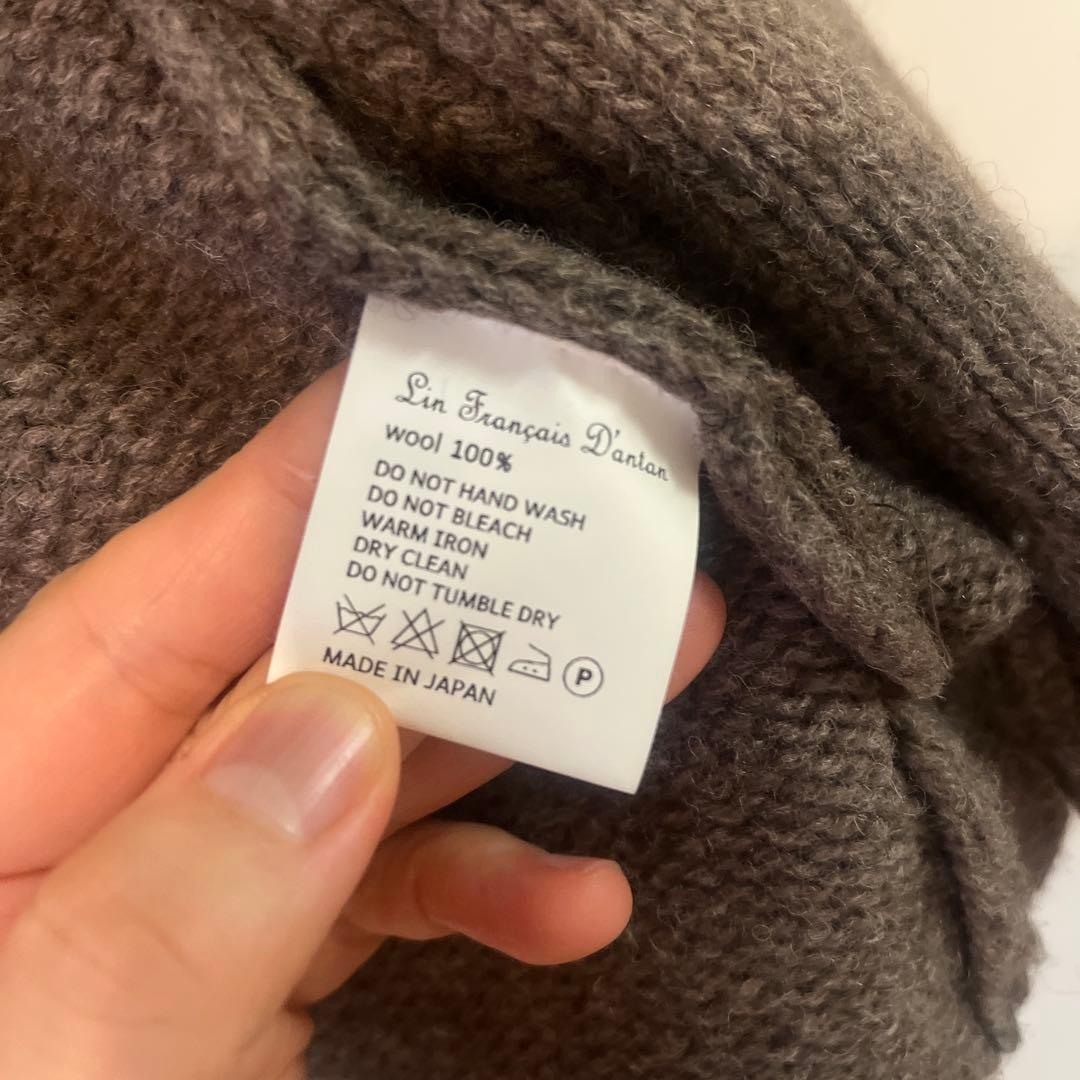 Lin Français D'antan
wool 100%
DO NOT HAND WASH
DO NOT BLEACH
WARM IRON
DRY CLEAN
DO NOT TUMBLE DRY
P
MADE IN JAPAN